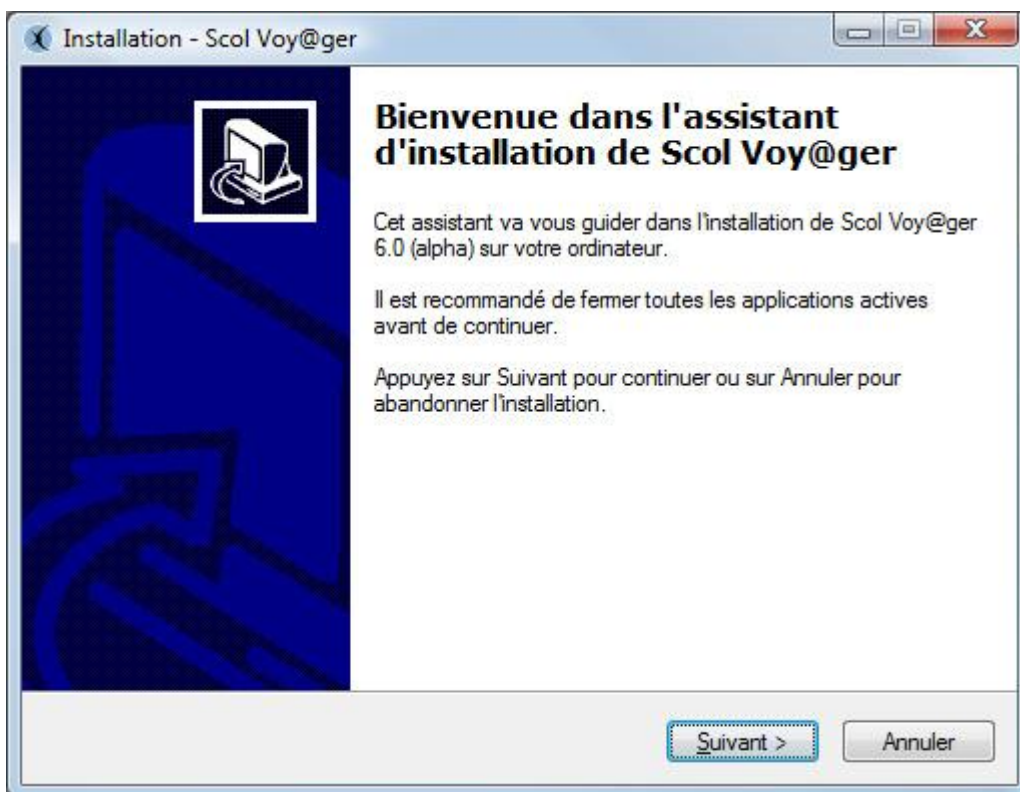 Installation - Scol Voy@ger
Bienvenue dans l'assistant
d'installation de Scol Voy@ger
Cet assistant va vous guider dans l'installation de Scol Voy@ger
6.0 (alpha) sur votre ordinateur.
Il est recommandé de fermer toutes les applications actives
avant de continuer.
Appuyez sur Suivant pour continuer ou sur Annuler pour
abandonner l'installation.
Suivant >
Annuler